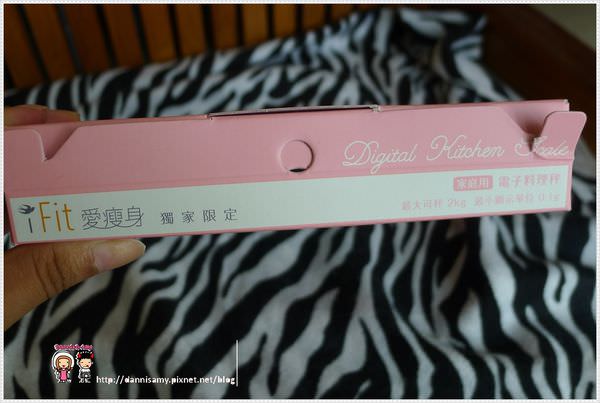 Digital Kitchen Scale
家庭用 電子料理秤
最大可秤 2kg 最小顯示單位 0.1g
iFit 愛瘦身 獨家限定
http://dannisamy.pixnet.net/blog